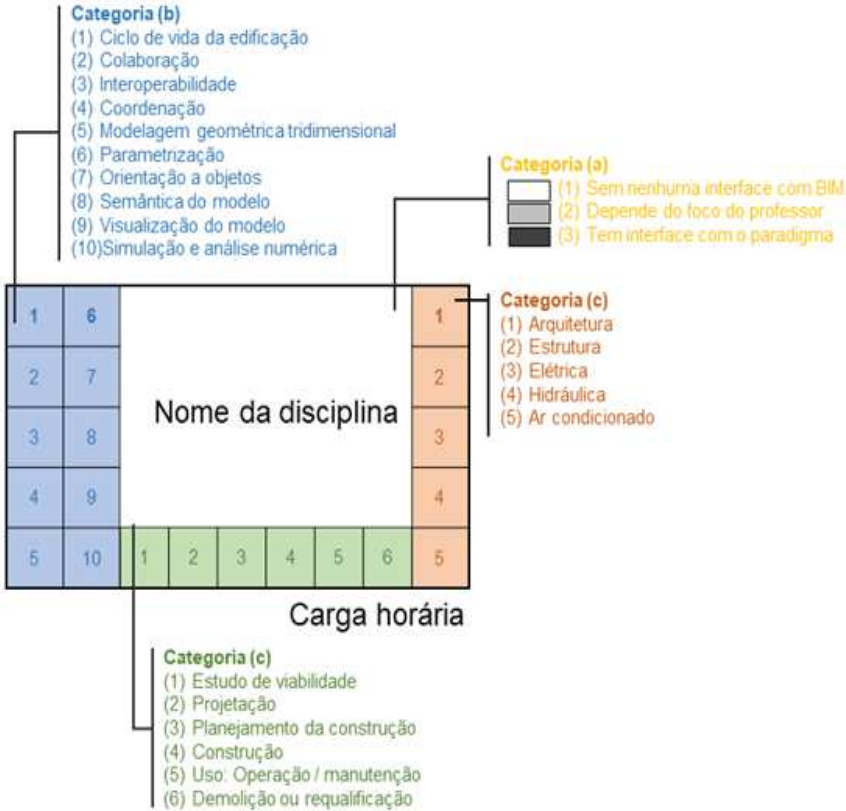 Categoria (b)
(1) Ciclo de vida da edificação
(2) Colaboração
(3) Interoperabilidade
(4) Coordenação
(5) Modelagem geométrica tridimensional
(6) Parametrização
(7) Orientação a objetos
(8) Semântica do modelo
(9) Visualização do modelo
(10)Simulação e análise numérica
Categoria (a)
(1) Sem nenhuma interface com BIM
(2) Depende do foco do professor
(3) Tem interface com o paradigma
Categoria (c)
(1) Arquitetura
(2) Estrutura
(3) Elétrica
(4) Hidráulica
(5) Ar condicionado
1 6 1
2 7 2
Nome da disciplina
3 8 3
4 9 4
5 10 1 2 3 4 5 6 5
Carga horária
Categoria (c)
(1) Estudo de viabilidade
(2) Projetação
(3) Planejamento da construção
(4) Construção
(5) Uso: Operação / manutenção
(6) Demolição ou requalificação